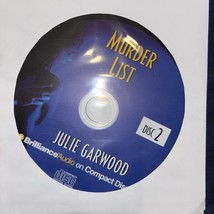 MURDER
LIST
DISC 2
JULIE GARWOOD
BrillianceAudio on Compact Disc